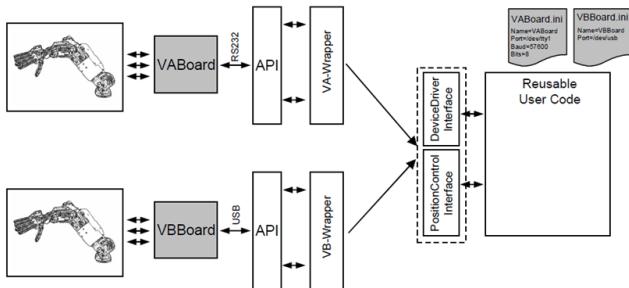 VABoard.ini
Name=VABoard
Port=/dev/tty1
Baud=57600
Bits=8
VBBoard.ini
Name=VBBoard
Port=/dev/usb
VABoard
RS232
API
VA-Wrapper
DeviceDriver
Interface
PositionControl
Interface
Reusable
User Code
VBBoard
USB
API
VB-Wrapper